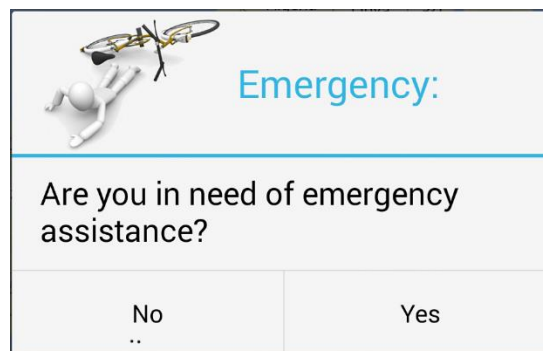 Emergency:
Are you in need of emergency
assistance?
No
Yes